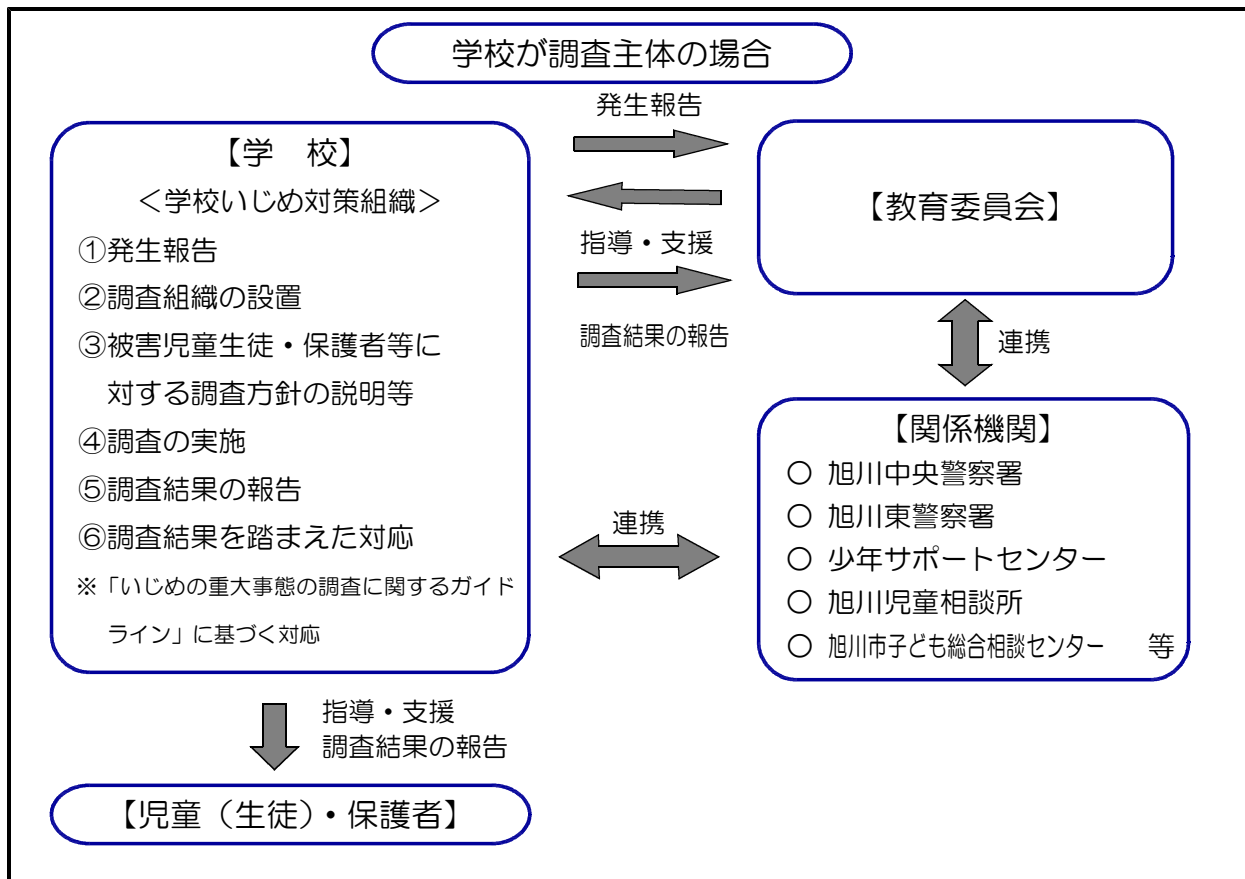 学校が調査主体の場合
【学　校】
＜学校いじめ対策組織＞
①発生報告
②調査組織の設置
③被害児童生徒・保護者等に
対する調査方針の説明等
④調査の実施
⑤調査結果の報告
⑥調査結果を踏まえた対応
※「いじめの重大事態の調査に関するガイド
ライン」に基づく対応
発生報告
指導・支援
調査結果の報告
【教育委員会】
連携
連携
【関係機関】
〇 旭川中央警察署
〇 旭川東警察署
〇 少年サポートセンター
〇 旭川児童相談所
〇 旭川市子ども総合相談センター　等
指導・支援
調査結果の報告
【児童（生徒）・保護者】